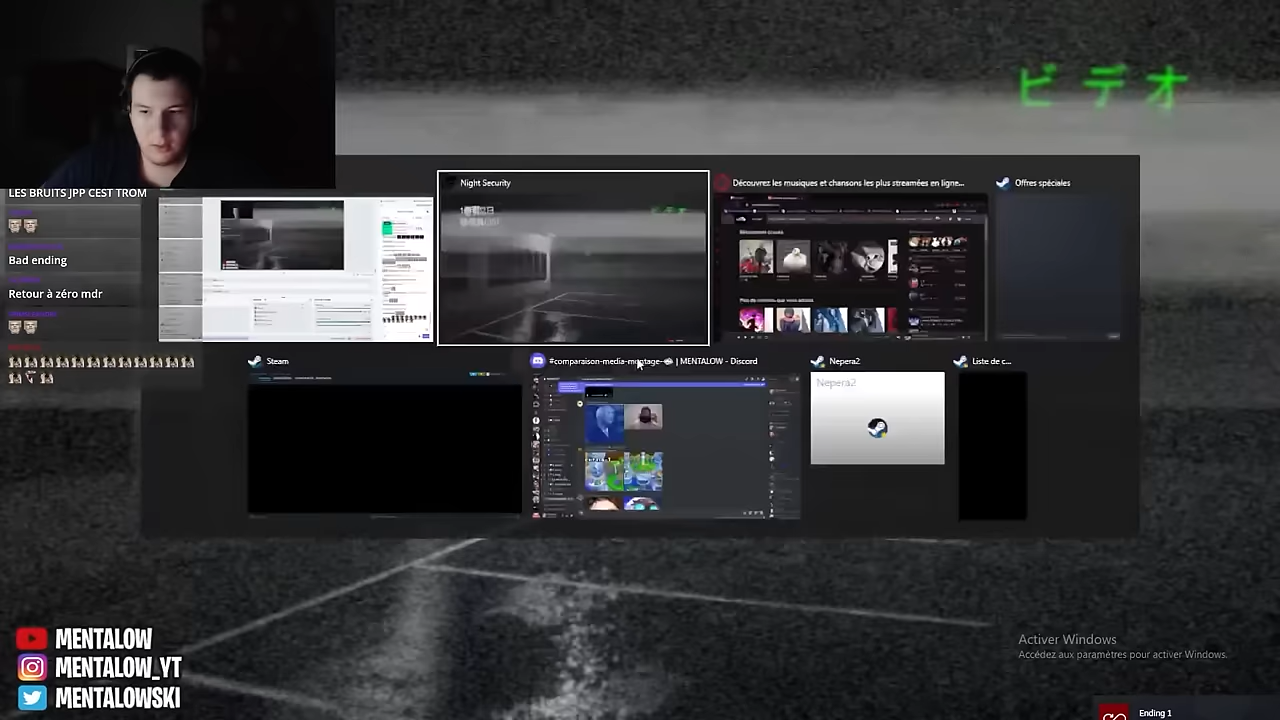 ビデオ
LES BRUITS JPP CEST TROM
Bad ending
Retour à zéro mdr
Night Security
Découvrez les musiques et chansons les plus streamées en ligne...
Offres spéciales
Steam
#comparaison-media-montage- | MENTALOW - Discord
Nepera2
Nepera2
Liste de c...
MENTALOW
MENTALOW_YT
MENTALOWSKI
Activer Windows
Accédez aux paramètres pour activer Windows.
Ending 1